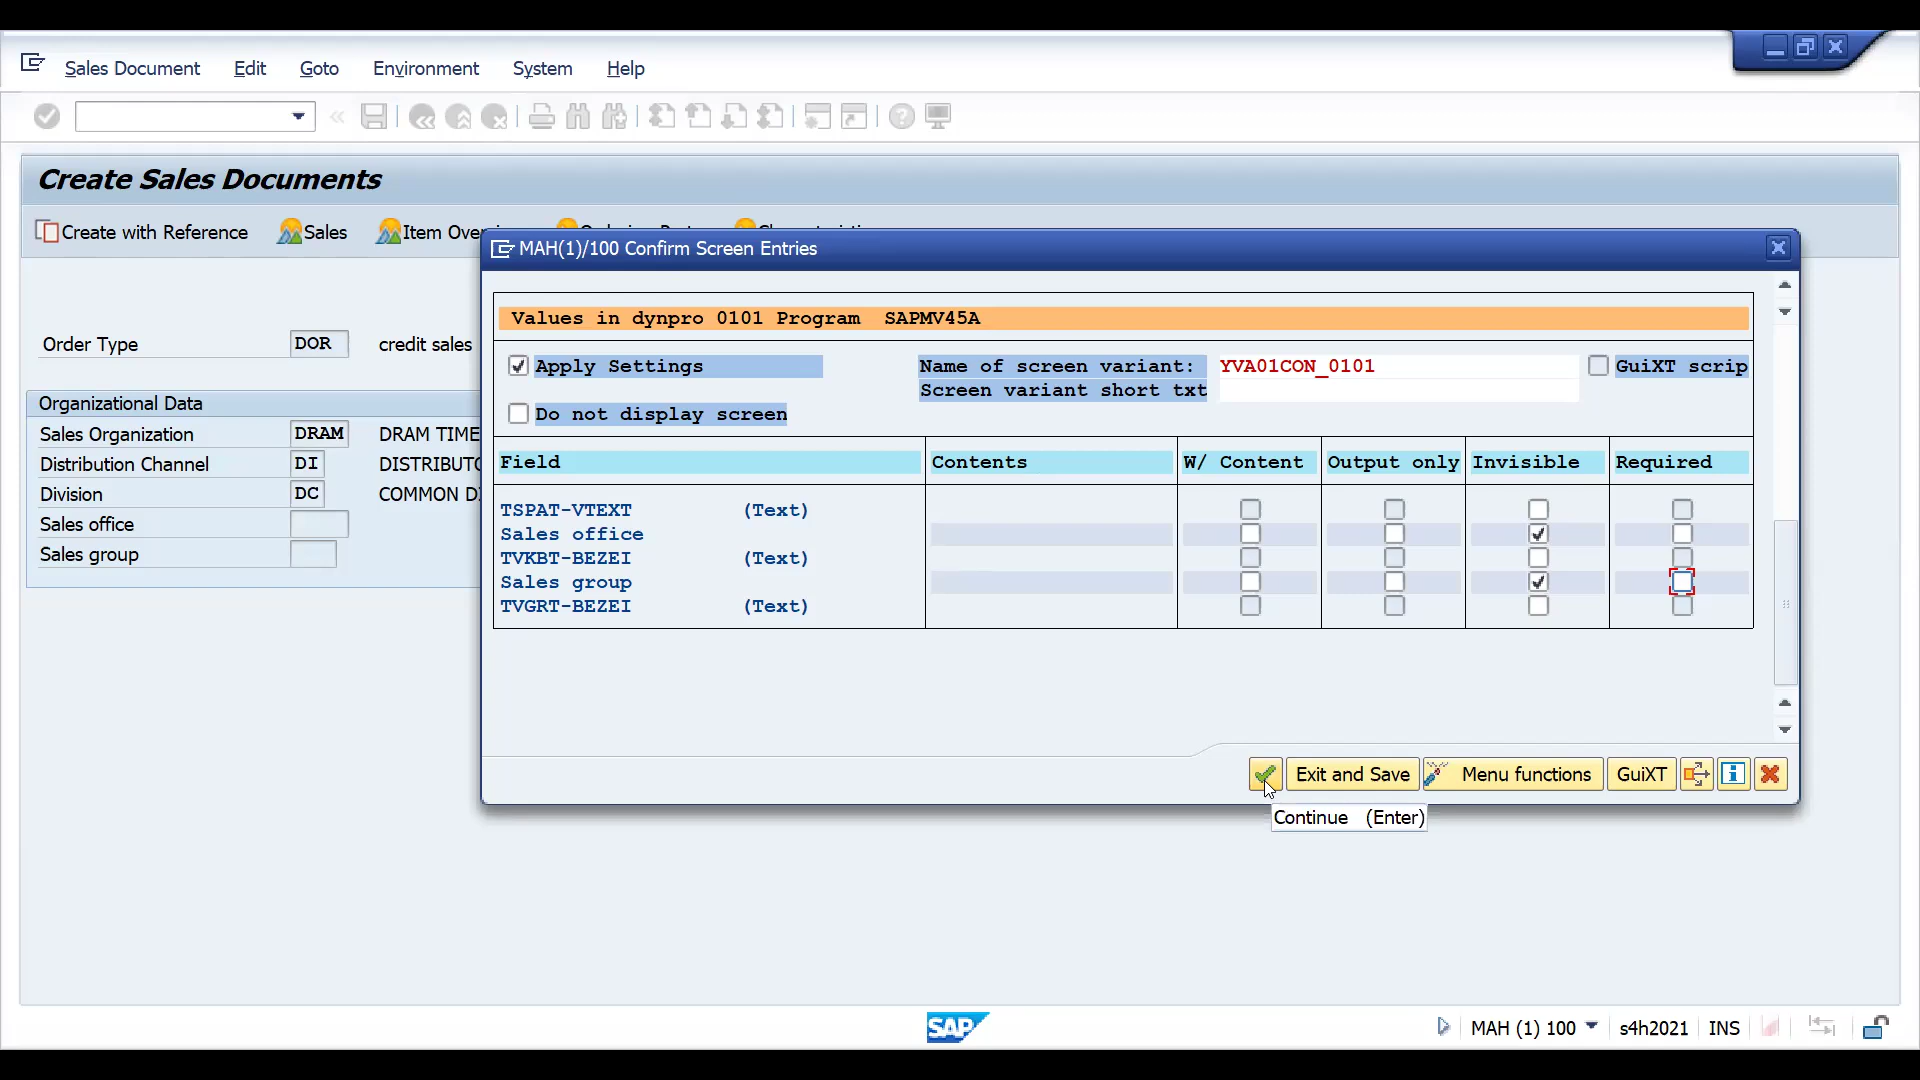 Sales Document Edit Goto Environment System Help
Create Sales Documents
Create with Reference Sales Item
MAH(1)/100 Confirm Screen Entries
Values in dynpro 0101 Program SAPMV45A
Order Type DOR credit sales
Apply Settings Name of screen variant: YVA01CON_0101 GuiXT scrip
Screen variant short txt
Do not display screen
Organizational Data
Sales Organization DRAM DRAM TIME
Distribution Channel DI DISTRIBUTO
Division DC COMMON D
Sales office
Sales group
Field Contents W/ Content Output only Invisible Required
TSPAT-VTEXT (Text)
Sales office
TVKBT-BEZEI (Text)
Sales group
TVGRT-BEZEI (Text)
Exit and Save Menu functions GuiXT
Continue (Enter)
SAP MAH (1) 100 s4h2021 INS